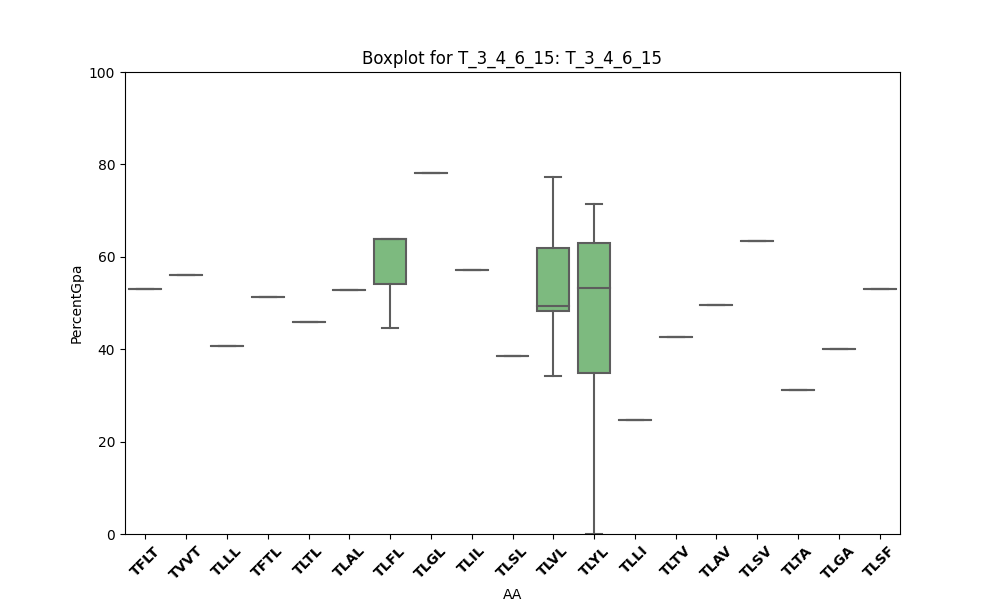 Boxplot for T_3_4_6_15: T_3_4_6_15
100
80
60
40
20
0
PercentGpa
TFLT TVVT TLLL TFTL TLTL TLAL TLFL TLGL TLIL TLSL TLVL TLYL TLLI TLTV TLAV TLSV TLTA TLGA TLSF
AA